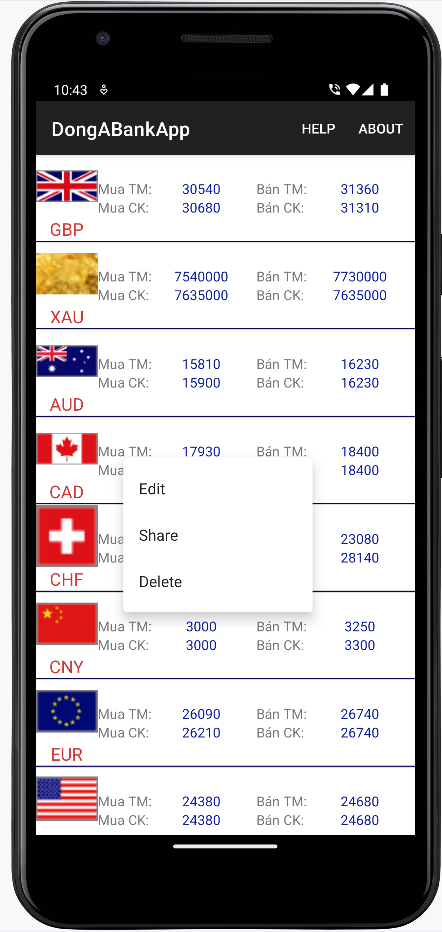 10:43
DongABankApp HELP ABOUT
Mua TM: 30540 Bán TM: 31360
Mua CK: 30680 Bán CK: 31310
GBP
Mua TM: 7540000 Bán TM: 7730000
Mua CK: 7635000 Bán CK: 7635000
XAU
Mua TM: 15810 Bán TM: 16230
Mua CK: 15900 Bán CK: 16230
AUD
Mua TM: 17930 Bán TM: 18400
Mua 18400
CAD
Edit
Share
Delete
Mua 23080
Mua 28140
CHF
Mua TM: 3000 Bán TM: 3250
Mua CK: 3000 Bán CK: 3300
CNY
Mua TM: 26090 Bán TM: 26740
Mua CK: 26210 Bán CK: 26740
EUR
Mua TM: 24380 Bán TM: 24680
Mua CK: 24380 Bán CK: 24680